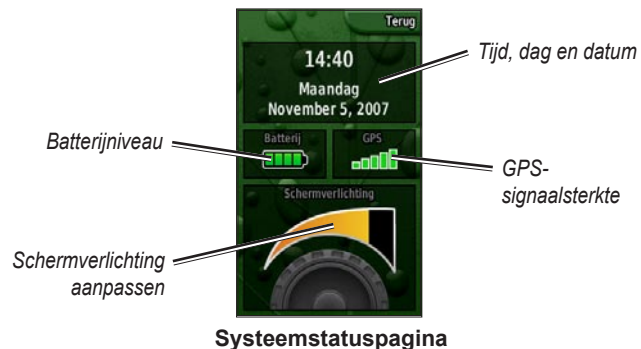 Terug
14:40
Maandag
November 5, 2007
Tijd, dag en datum
Batterijniveau
Batterij
GPS
GPS-
signaalsterkte
Schermverlichting
Schermverlichting
aanpassen
Systeemstatuspagina